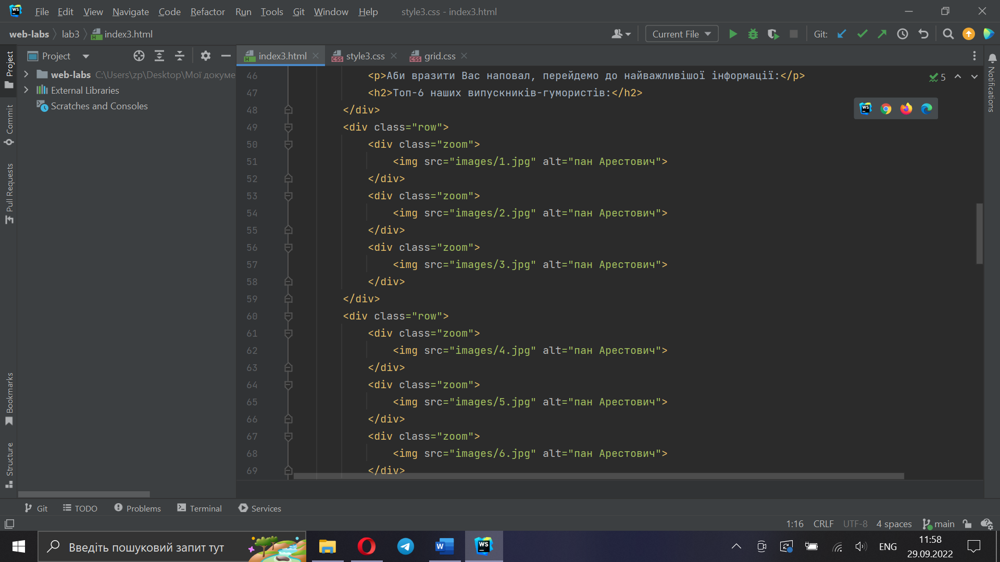 WS File Edit View Navigate Code Refactor Run Tools Git Window Help style3.css - index3.html
web-labs lab3 index3.html Current File Git:
Project index3.html style3.css grid.css
web-labs C:\Users\zp\Desktop\Мої докуме
External Libraries
Scratches and Consoles
Project
Commit
Pull Requests
Bookmarks
Structure
46 <p>Аби вразити Вас наповал, перейдемо до найважливішої інформації:</p>
47 <h2>Топ-6 наших випускників-гумористів:</h2>
48 </div>
49 <div class="row">
50 <div class="zoom">
51 <img src="images/1.jpg" alt="пан Арестович">
52 </div>
53 <div class="zoom">
54 <img src="images/2.jpg" alt="пан Арестович">
55 </div>
56 <div class="zoom">
57 <img src="images/3.jpg" alt="пан Арестович">
58 </div>
59 </div>
60 <div class="row">
61 <div class="zoom">
62 <img src="images/4.jpg" alt="пан Арестович">
63 </div>
64 <div class="zoom">
65 <img src="images/5.jpg" alt="пан Арестович">
66 </div>
67 <div class="zoom">
68 <img src="images/6.jpg" alt="пан Арестович">
69 </div>
5
WS
Notifications
Git TODO Problems Terminal Services
1:16 CRLF UTF-8 4 spaces main
Введіть пошуковий запит тут W WS ENG
11:58
29.09.2022